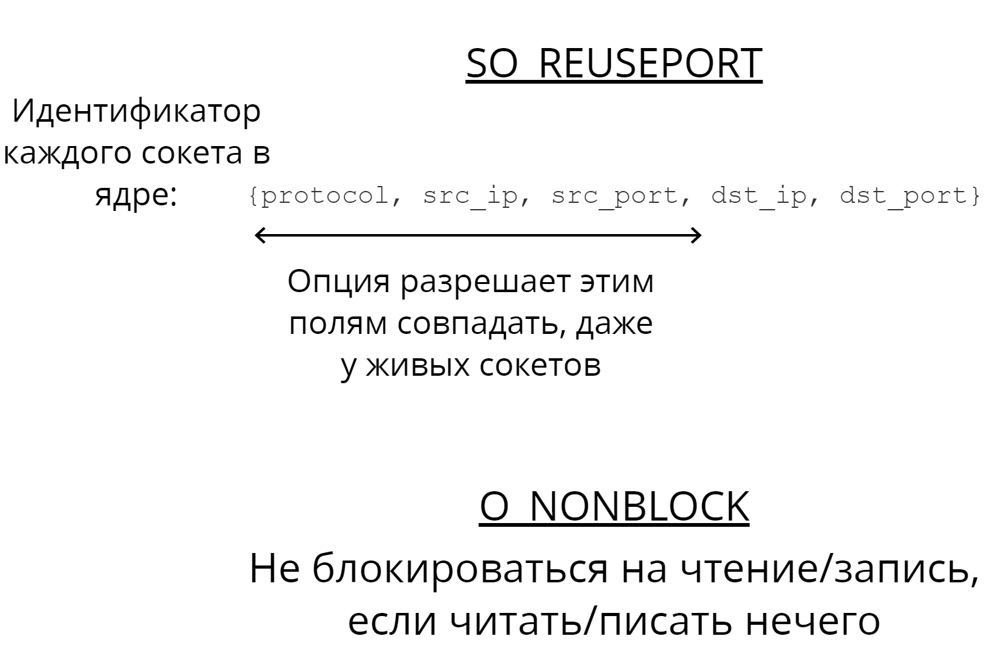 SO_REUSEPORT
Идентификатор
каждого сокета в
ядре:
{protocol, src_ip, src_port, dst_ip, dst_port}
Опция разрешает этим
полям совпадать, даже
у живых сокетов
O_NONBLOCK
Не блокироваться на чтение/запись,
если читать/писать нечего